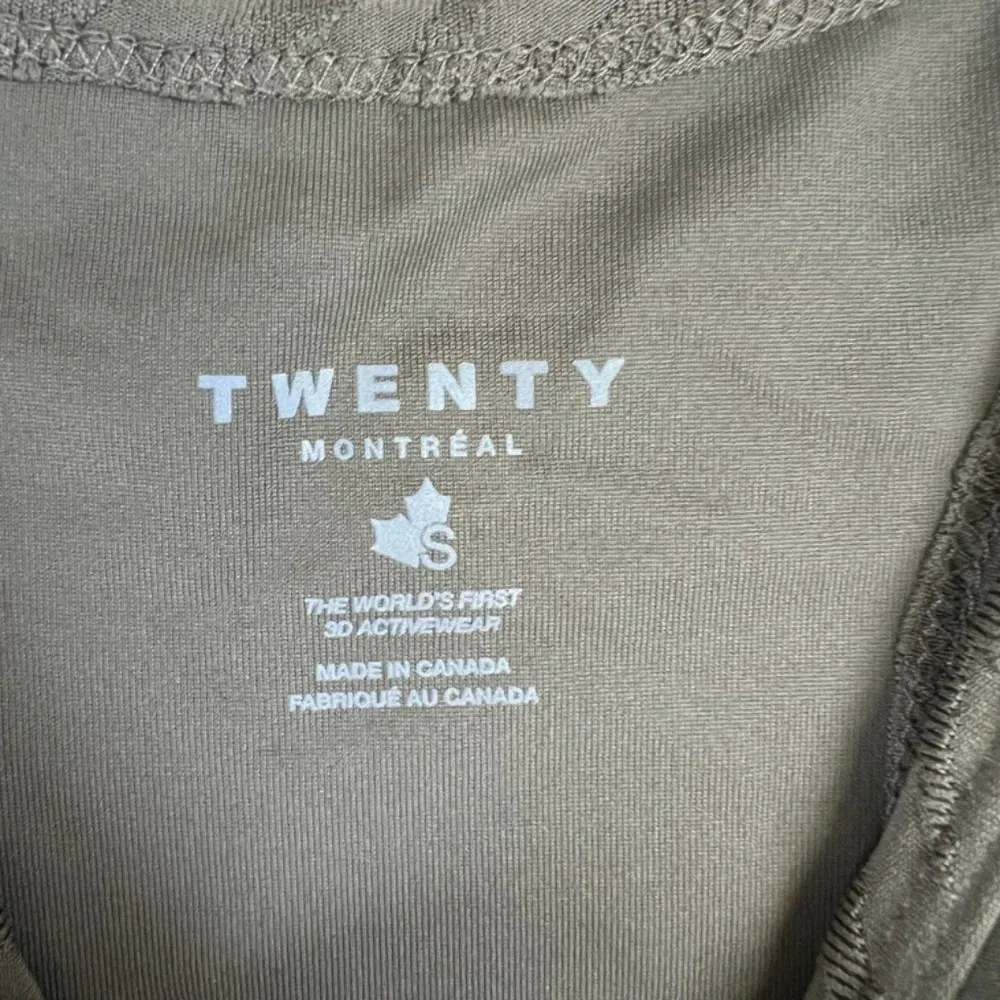 TWENTY
MONTRÉAL
S
THE WORLD'S FIRST
3D ACTIVEWEAR
MADE IN CANADA
FABRIQUÉ AU CANADA